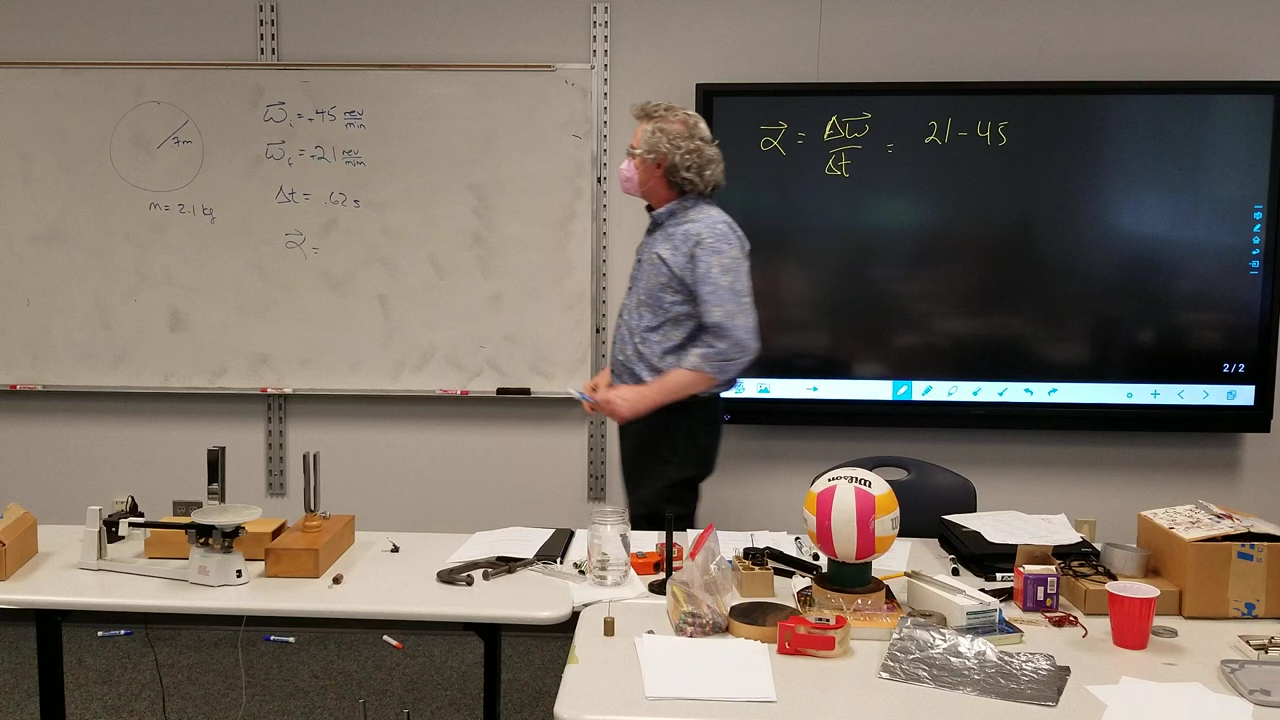 .7m
m = 2.1 kg
ω⃗ᵢ = +45 rev/min
ω⃗f = +21 rev/min
Δt = .62 s
α⃗ =
α⃗ = Δω⃗/Δt = 21-45
2/2
Wilson